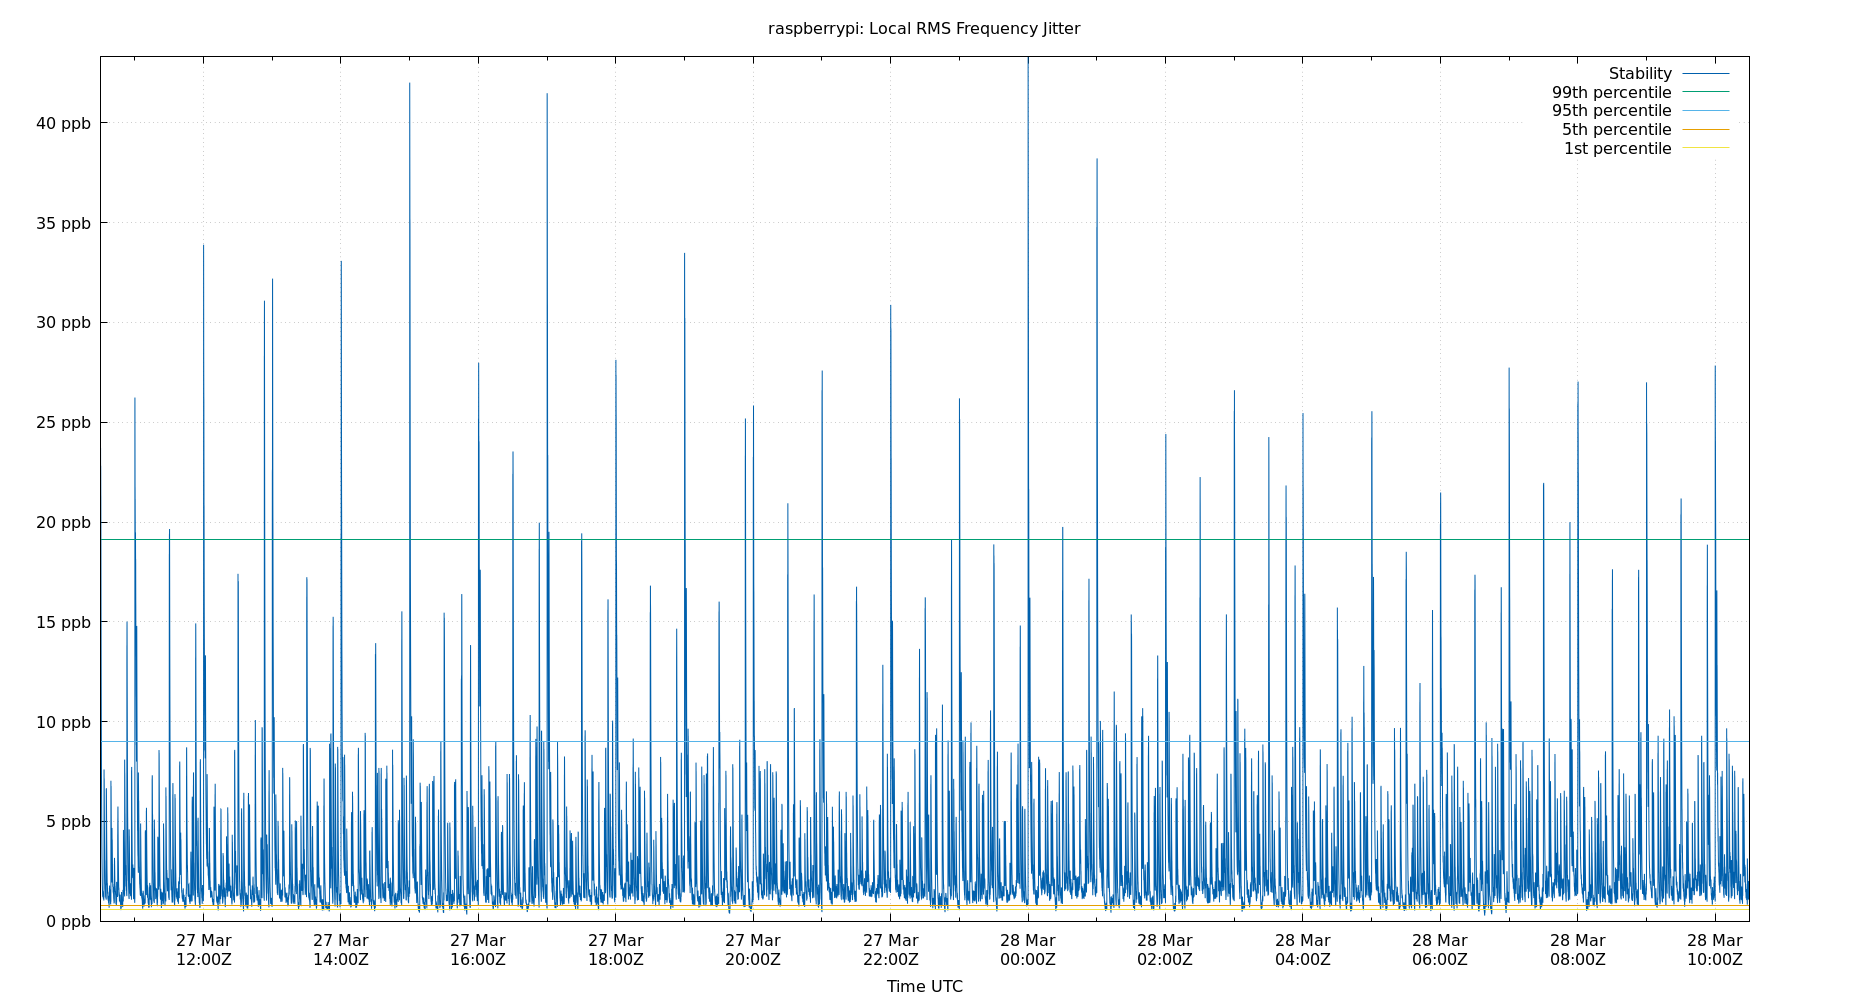 raspberrypi: Local RMS Frequency Jitter
Stability
99th percentile
95th percentile
5th percentile
1st percentile
40 ppb
35 ppb
30 ppb
25 ppb
20 ppb
15 ppb
10 ppb
5 ppb
0 ppb
27 Mar 27 Mar 27 Mar 27 Mar 27 Mar 27 Mar 28 Mar 28 Mar 28 Mar 28 Mar 28 Mar 28 Mar
12:00Z 14:00Z 16:00Z 18:00Z 20:00Z 22:00Z 00:00Z 02:00Z 04:00Z 06:00Z 08:00Z 10:00Z
Time UTC